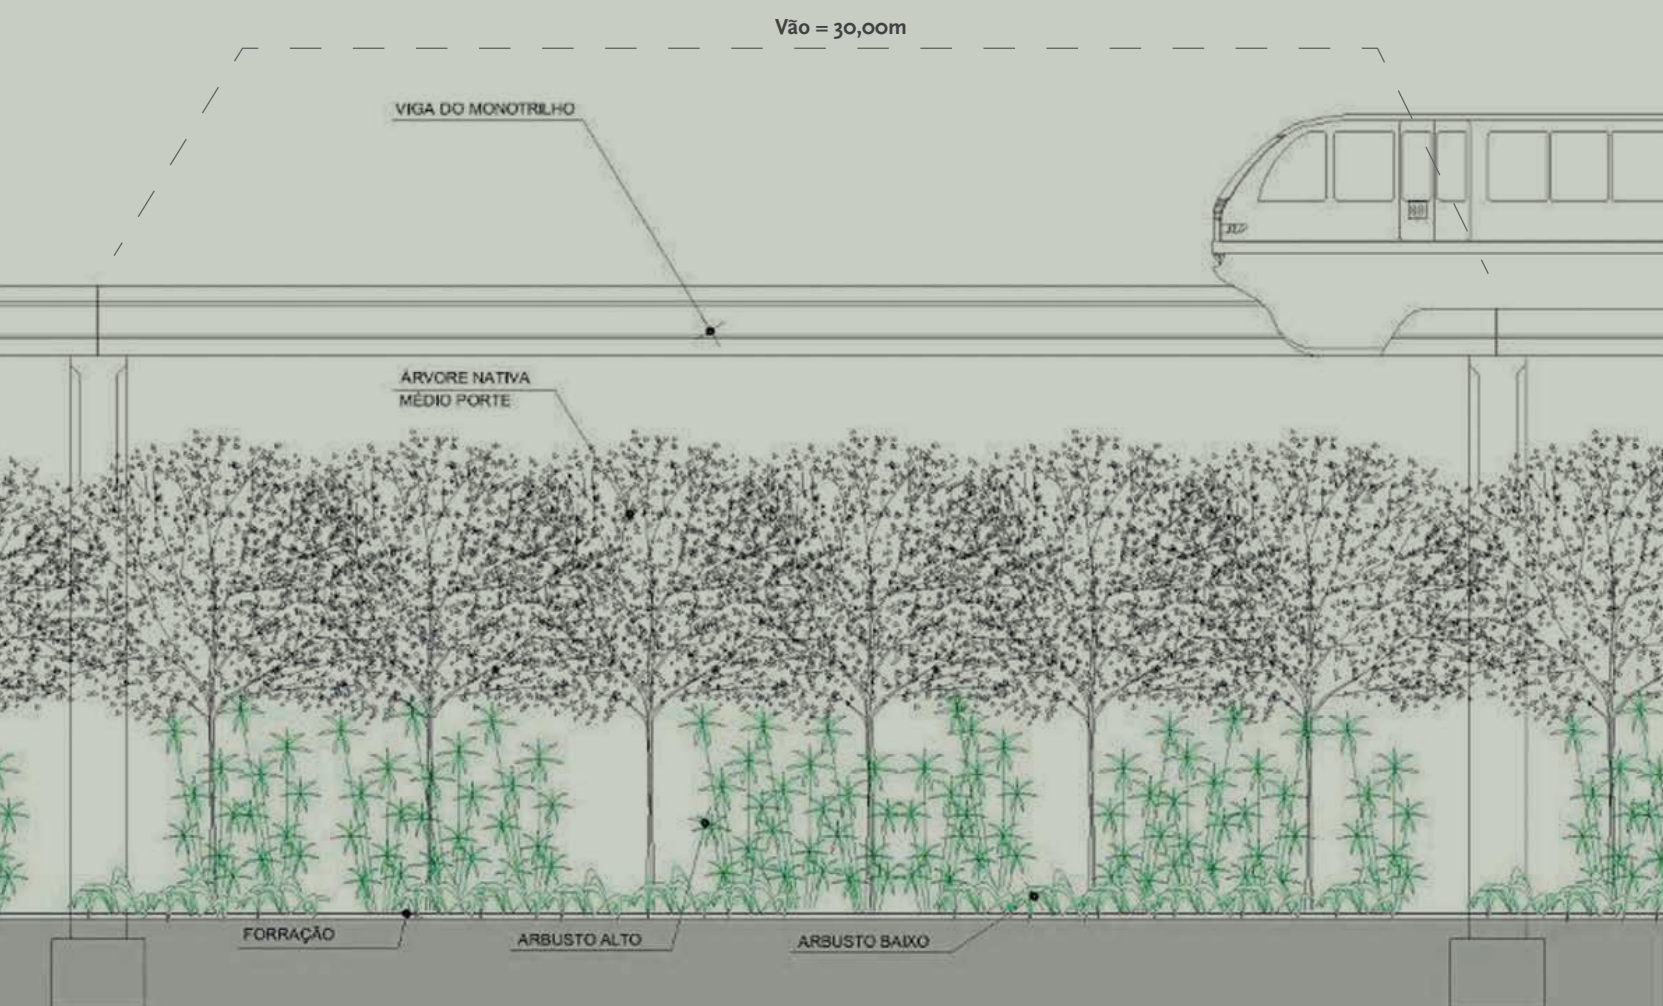 Vão = 30,00m
VIGA DO MONOTRILHO
ÁRVORE NATIVA
MÉDIO PORTE
FORRAÇÃO
ARBUSTO ALTO
ARBUSTO BAIXO